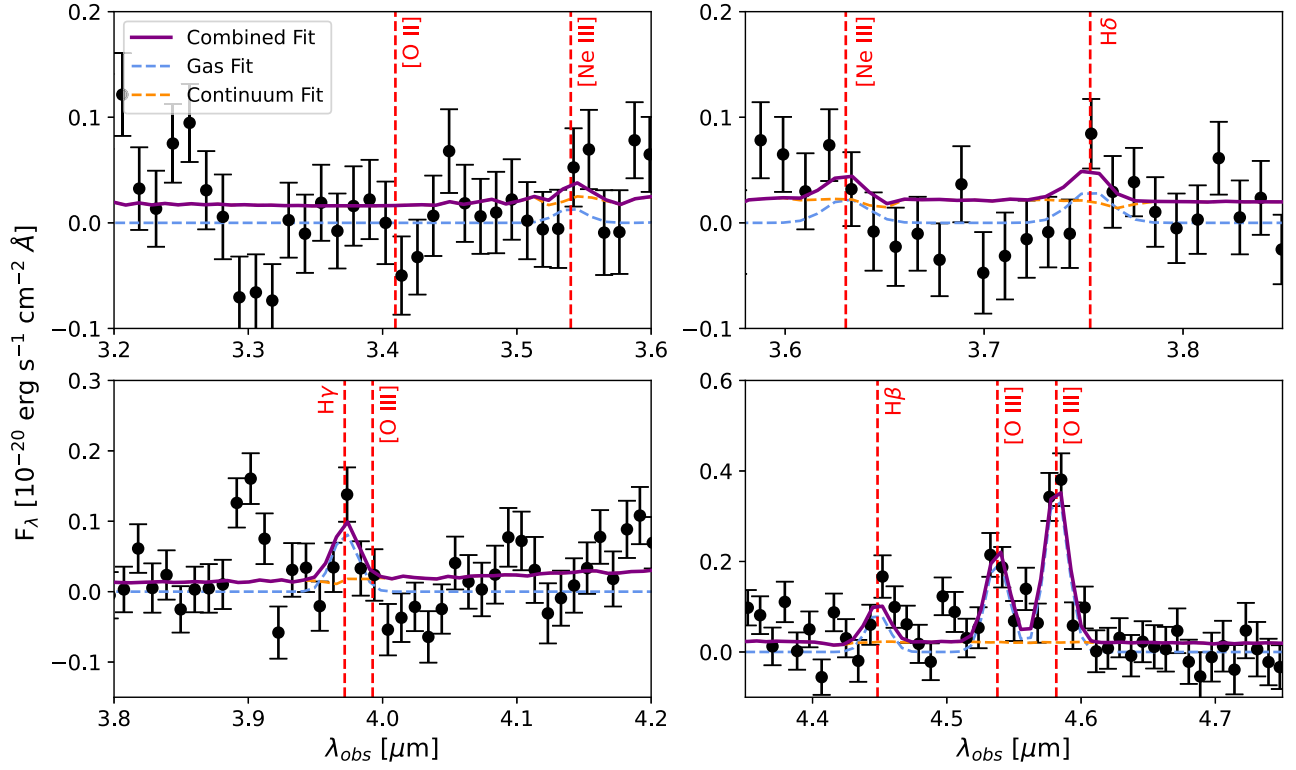 0.2
0.1
0.0
−0.1
Combined Fit
Gas Fit
Continuum Fit
[O II]
[Ne III]
3.2
3.3
3.4
3.5
3.6
[Ne III]
Hδ
0.2
0.1
0.0
−0.1
3.6
3.7
3.8
F_λ [10⁻²⁰ erg s⁻¹ cm⁻² Å]
0.3
0.2
0.1
0.0
−0.1
Hγ
[O III]
3.8
3.9
4.0
4.1
4.2
λ_obs [μm]
0.6
0.4
0.2
0.0
Hβ
[O III]
[O III]
4.4
4.5
4.6
4.7
λ_obs [μm]